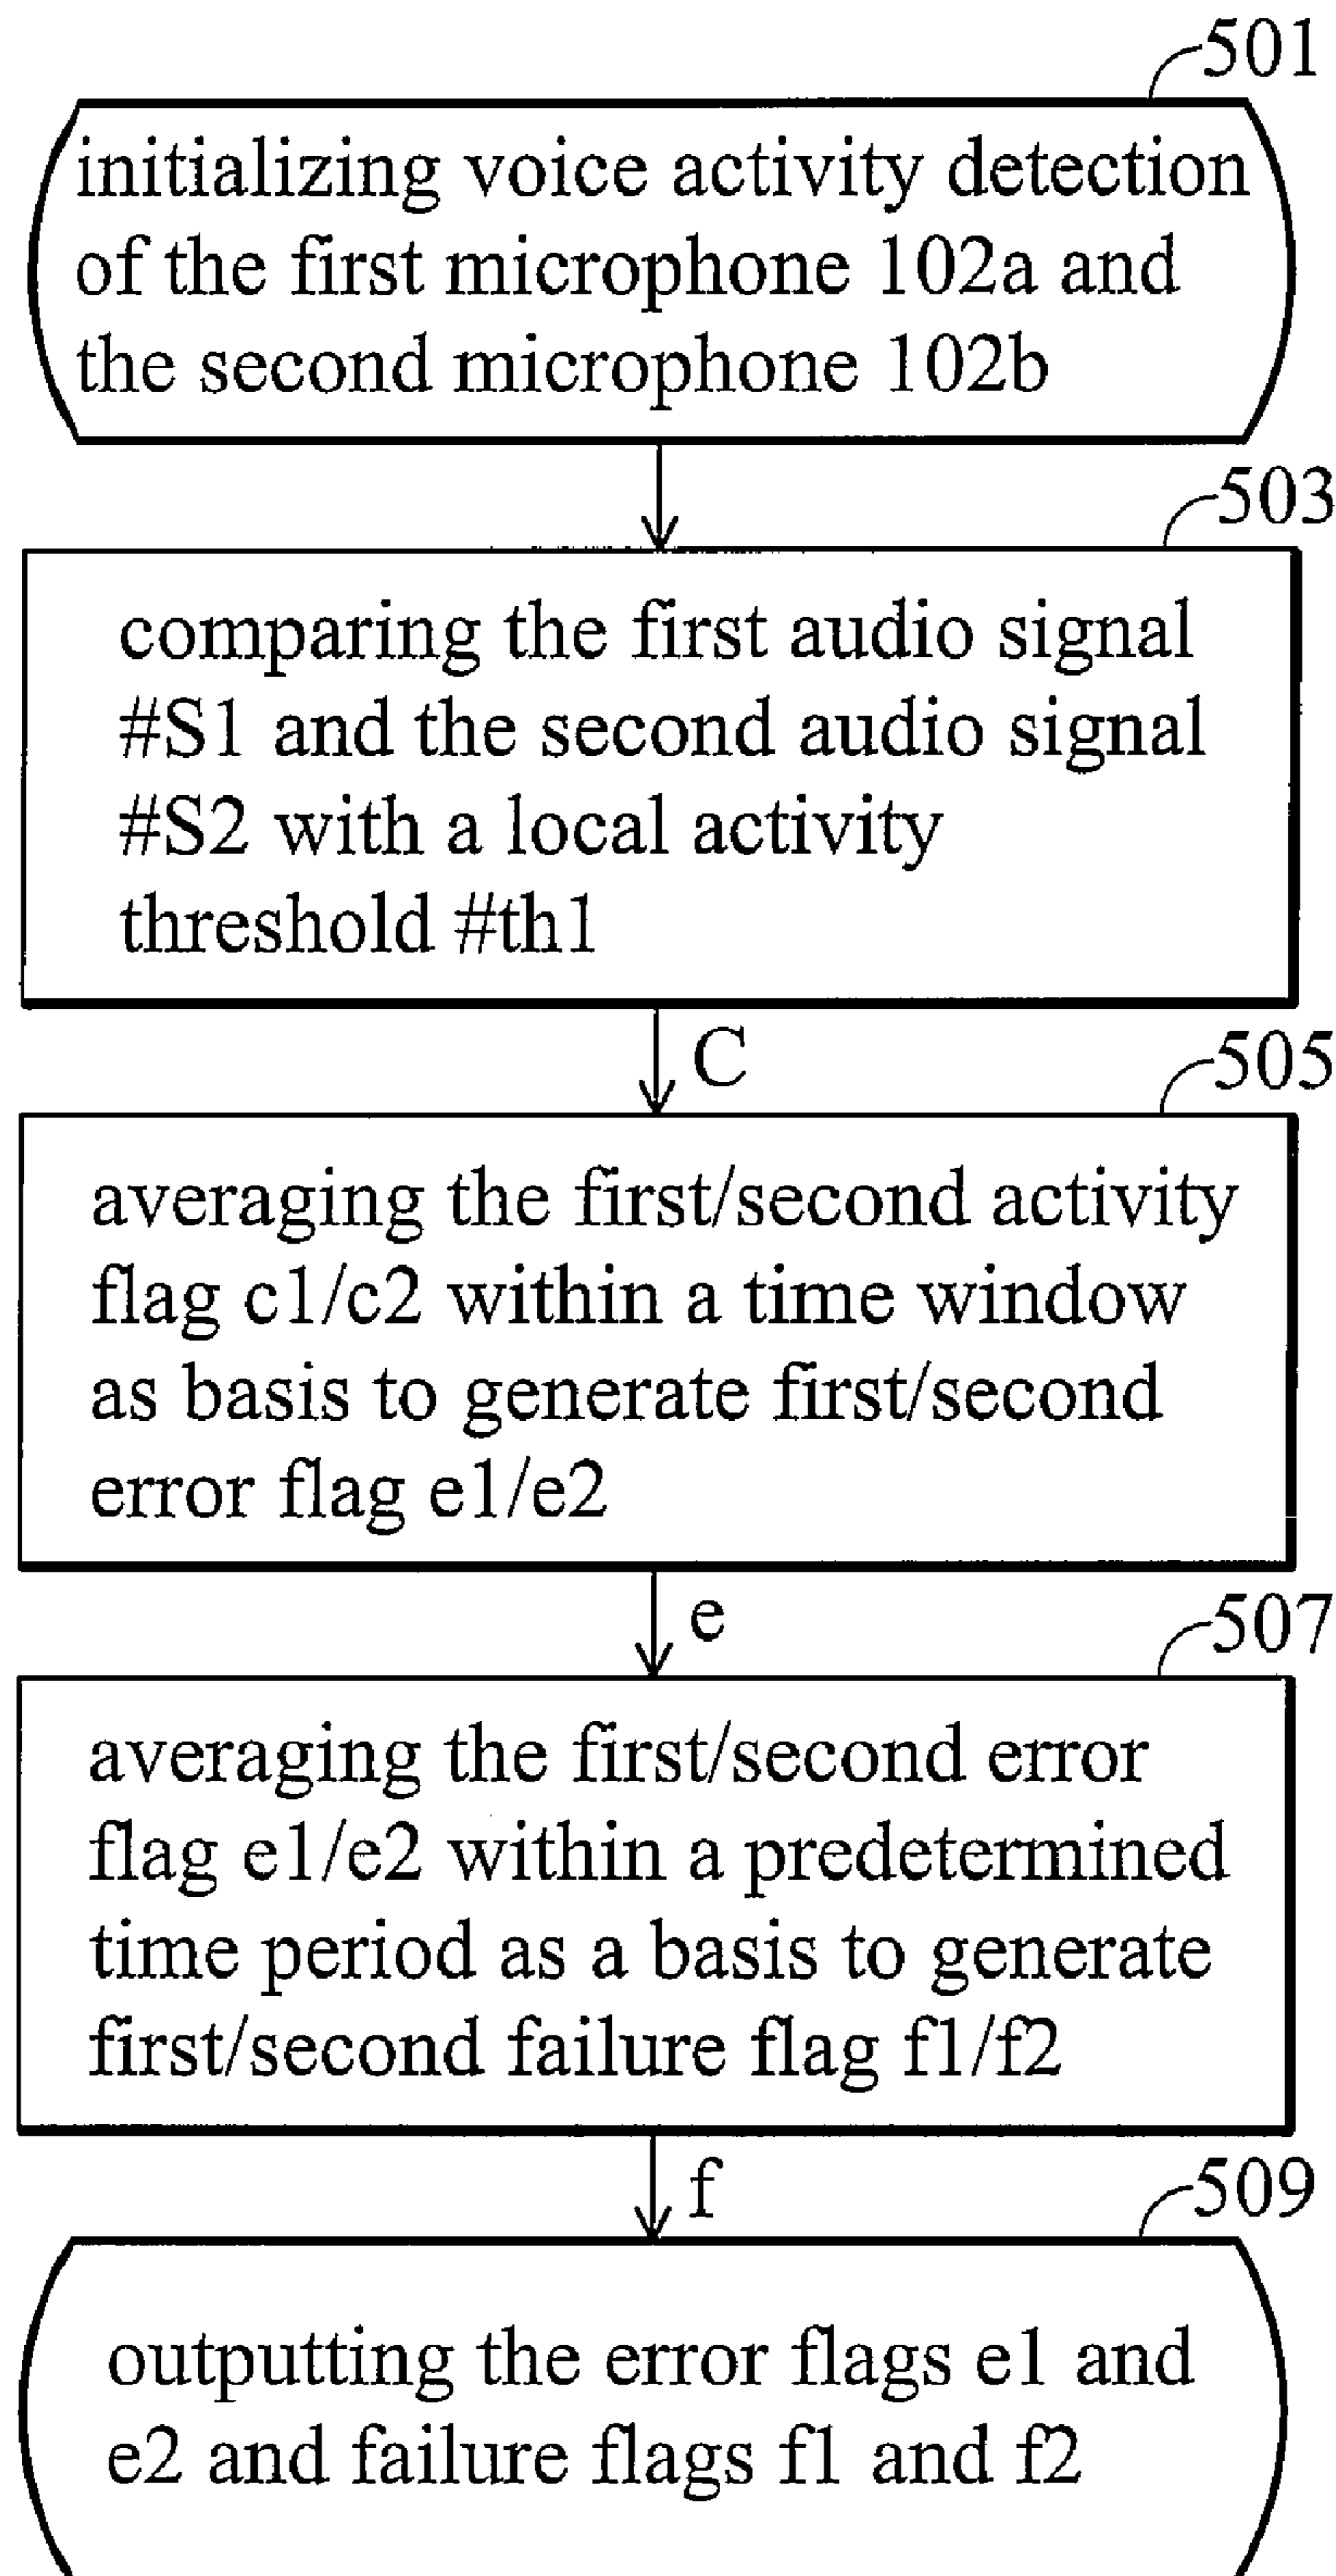 501
initializing voice activity detection
of the first microphone 102a and
the second microphone 102b
503
comparing the first audio signal
#S1 and the second audio signal
#S2 with a local activity
threshold #th1
C
505
averaging the first/second activity
flag c1/c2 within a time window
as basis to generate first/second
error flag e1/e2
e
507
averaging the first/second error
flag e1/e2 within a predetermined
time period as a basis to generate
first/second failure flag f1/f2
f
509
outputting the error flags e1 and
e2 and failure flags f1 and f2